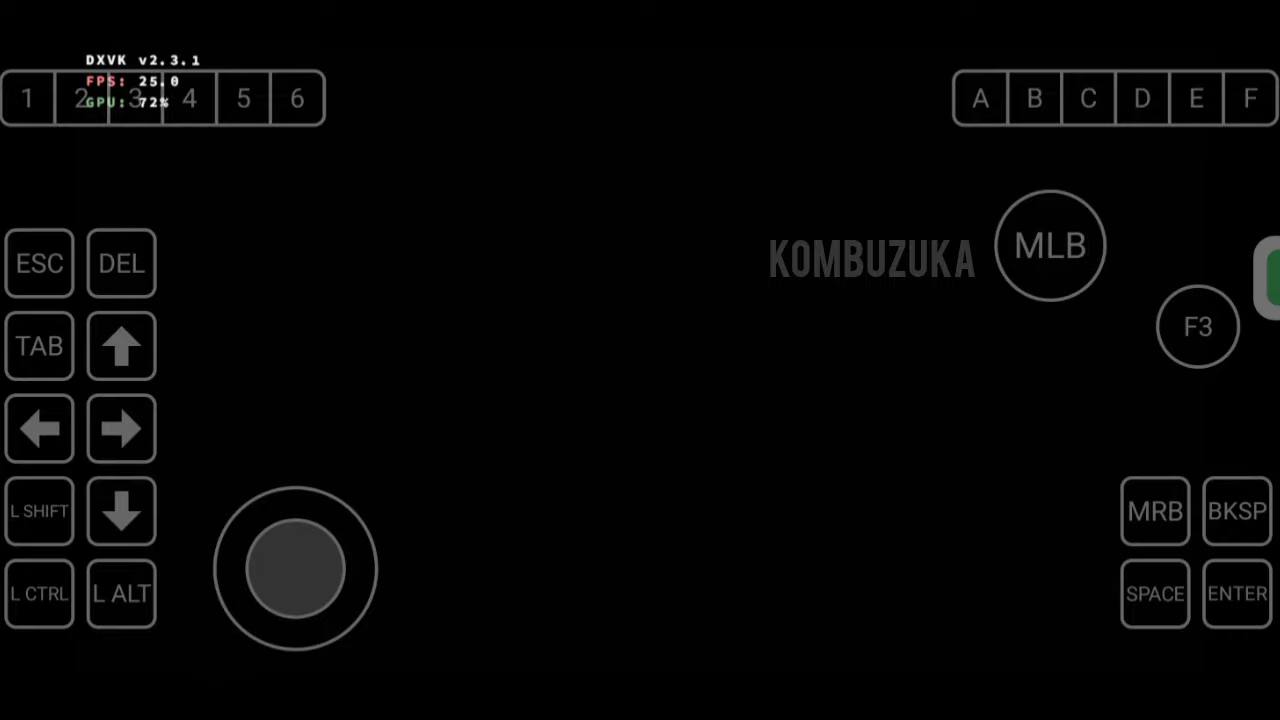 DXVK v2.3.1
FPS: 25.0
GPU: 72%
1 2 3 4 5 6
A B C D E F
KOMBUZUKA
MLB
ESC DEL
F3
TAB
L SHIFT
MRB BKSP
L CTRL L ALT
SPACE ENTER